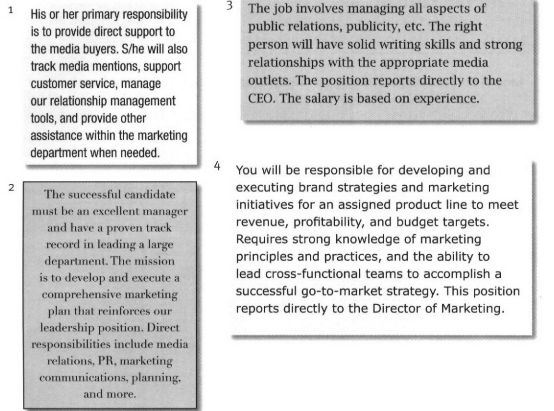 1
His or her primary responsibility
is to provide direct support to
the media buyers. S/he will also
track media mentions, support
customer service, manage
our relationship management
tools, and provide other
assistance within the marketing
department when needed.
2
The successful candidate
must be an excellent manager
and have a proven track
record in leading a large
department. The mission
is to develop and execute a
comprehensive marketing
plan that reinforces our
leadership position. Direct
responsibilities include media
relations, PR, marketing
communications, planning,
and more.
3
The job involves managing all aspects of
public relations, publicity, etc. The right
person will have solid writing skills and strong
relationships with the appropriate media
outlets. The position reports directly to the
CEO. The salary is based on experience.
4
You will be responsible for developing and
executing brand strategies and marketing
initiatives for an assigned product line to meet
revenue, profitability, and budget targets.
Requires strong knowledge of marketing
principles and practices, and the ability to
lead cross-functional teams to accomplish a
successful go-to-market strategy. This position
reports directly to the Director of Marketing.